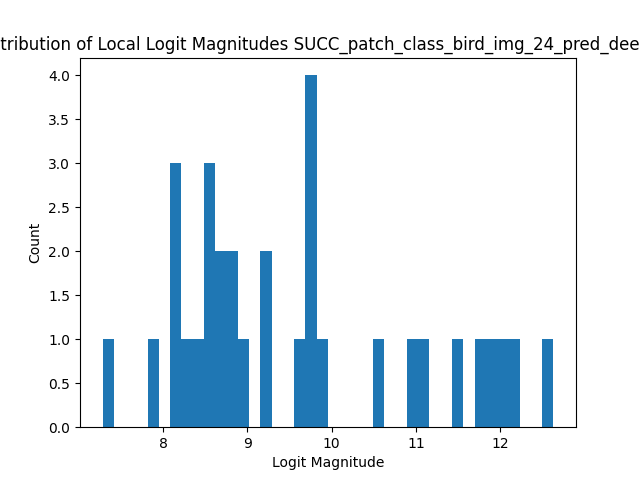 tribution of Local Logit Magnitudes SUCC_patch_class_bird_img_24_pred_dee
4.0
3.5
3.0
2.5
2.0
1.5
1.0
0.5
0.0
Count
8 9 10 11 12
Logit Magnitude